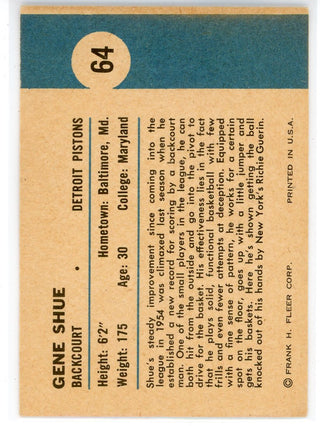 64
GENE SHUE
BACKCOURT • DETROIT PISTONS
Height: 6'2" Hometown: Baltimore, Md.
Weight: 175 Age: 30 College: Maryland
Shue's steady improvement since coming into the
league in 1954 was climaxed last season when he
established a new record for scoring by a backcourt
man. One of the small players in the league, he can
both hit from the outside and go into the pivot to
drive for the basket. His effectiveness lies in the fact
that he plays solid, functional basketball with few
frills and even fewer attempts at deception. Equipped
with a fine sense of pattern, he works for a certain
spot on the floor, goes up with a little jumper and
gets his baskets. Here he's shown getting the ball
knocked out of his hands by New York's Richie Guerin.
© FRANK H. FLEER CORP. PRINTED IN U.S.A.